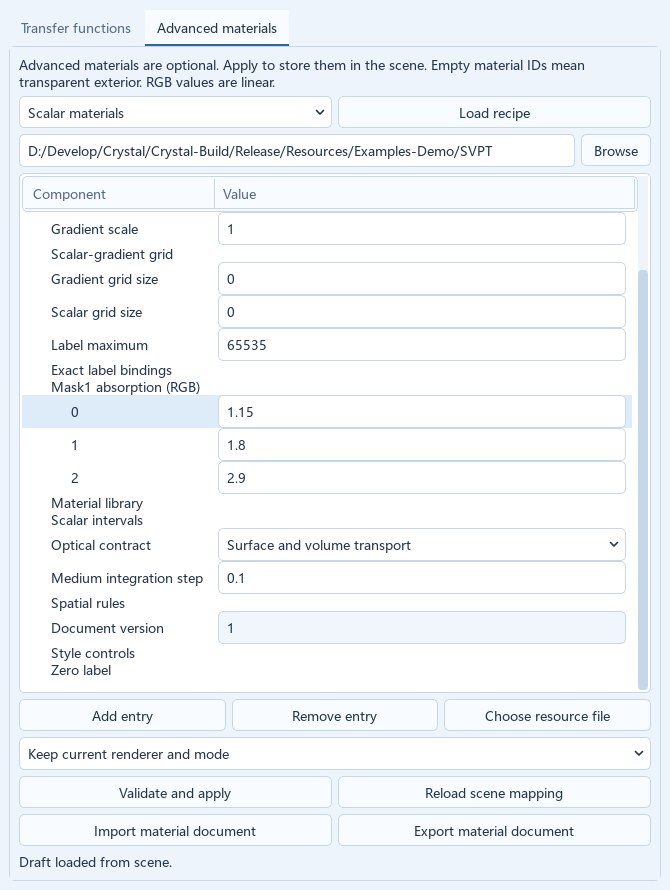 Transfer functions
Advanced materials
Advanced materials are optional. Apply to store them in the scene. Empty material IDs mean
transparent exterior. RGB values are linear.
Scalar materials
Load recipe
D:/Develop/Crystal/Crystal-Build/Release/Resources/Examples-Demo/SVPT
Browse
Component
Value
Gradient scale
1
Scalar-gradient grid
Gradient grid size
0
Scalar grid size
0
Label maximum
65535
Exact label bindings
Mask1 absorption (RGB)
0
1.15
1
1.8
2
2.9
Material library
Scalar intervals
Optical contract
Surface and volume transport
Medium integration step
0.1
Spatial rules
Document version
1
Style controls
Zero label
Add entry
Remove entry
Choose resource file
Keep current renderer and mode
Validate and apply
Reload scene mapping
Import material document
Export material document
Draft loaded from scene.